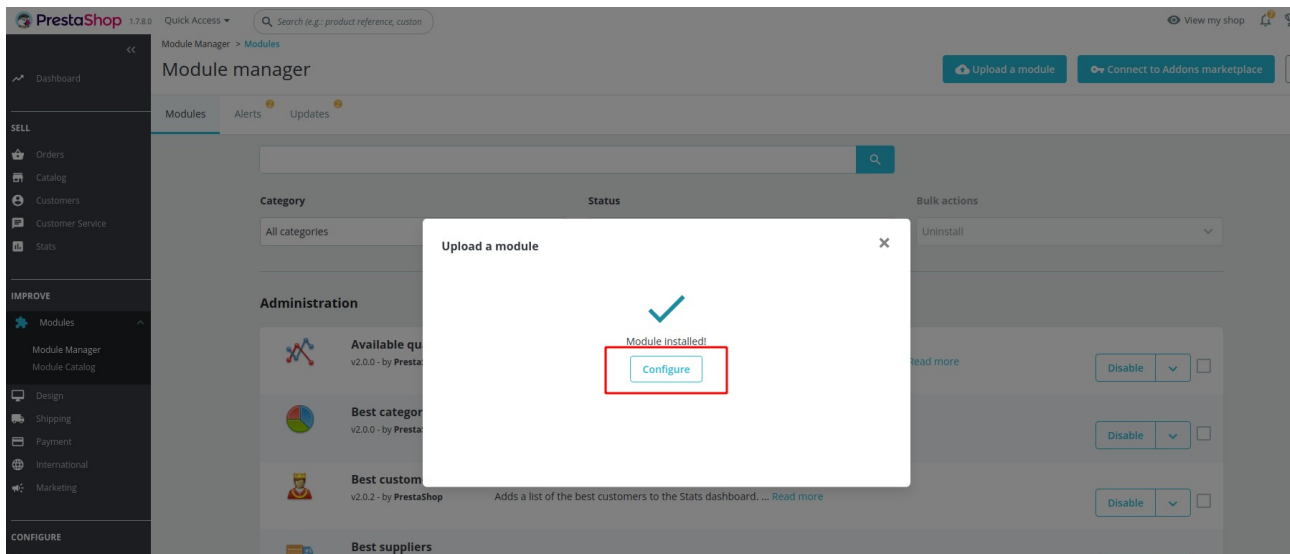 PrestaShop 1.7.8.0 Quick Access Search (e.g.: product reference, custon View my shop
Module Manager > Modules
Module manager
Upload a module
Connect to Addons marketplace
Modules Alerts 2 Updates 2
Dashboard
SELL
Orders
Catalog
Customers
Customer Service
Stats
IMPROVE
Modules
Module Manager
Module Catalog
Design
Shipping
Payment
International
Marketing
CONFIGURE
Category Status Bulk actions
All categories Uninstall
Upload a module
Module installed!
Configure
Administration
Available qu
v2.0.0 - by Presta
Read more
Disable
Best categor
v2.0.0 - by Presta
Disable
Best custom
v2.0.2 - by PrestaShop Adds a list of the best customers to the Stats dashboard. ... Read more
Disable
Best suppliers